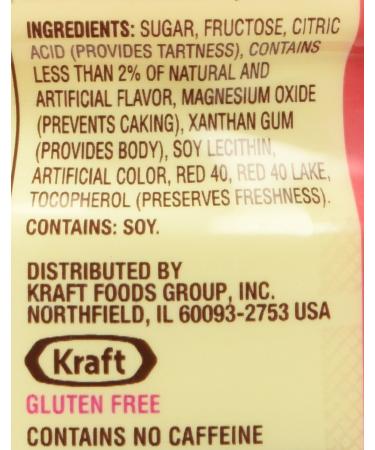 INGREDIENTS: SUGAR, FRUCTOSE, CITRIC
ACID (PROVIDES TARTNESS), CONTAINS
LESS THAN 2% OF NATURAL AND
ARTIFICIAL FLAVOR, MAGNESIUM OXIDE
(PREVENTS CAKING), XANTHAN GUM
(PROVIDES BODY), SOY LECITHIN,
ARTIFICIAL COLOR, RED 40, RED 40 LAKE,
TOCOPHEROL (PRESERVES FRESHNESS).
CONTAINS: SOY.
DISTRIBUTED BY
KRAFT FOODS GROUP, INC.
NORTHFIELD, IL 60093-2753 USA
Kraft
GLUTEN FREE
CONTAINS NO CAFFEINE